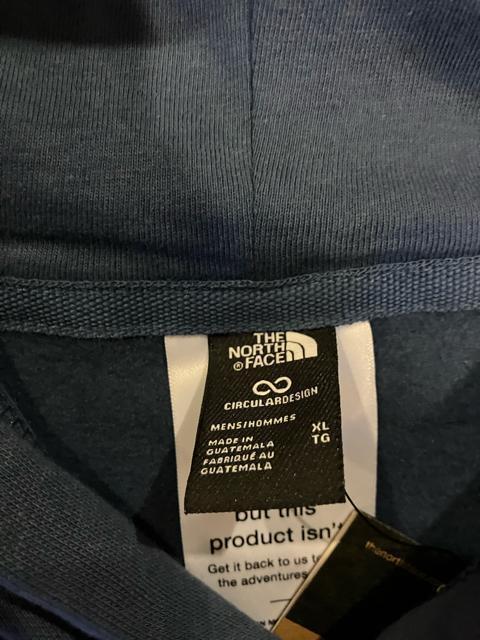 THE
NORTH
FACE
®
CIRCULARDESIGN
MENS/HOMMES
XL
TG
MADE IN
GUATEMALA
FABRIQUÉ AU
GUATEMALA
but this
product isn't
Get it back to us
the adventures